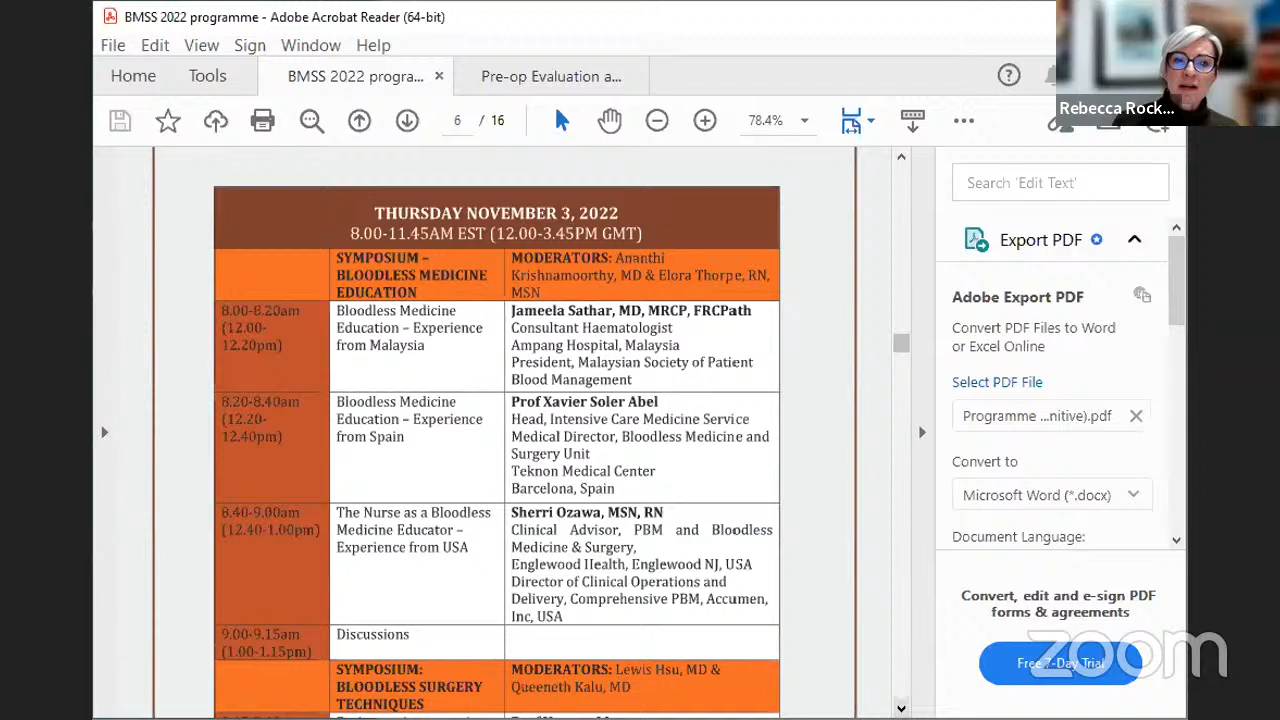 BMSS 2022 programme - Adobe Acrobat Reader (64-bit)
File Edit View Sign Window Help
Home Tools BMSS 2022 progra... × Pre-op Evaluation a...
6 / 16 78.4%
Rebecca Rock...
THURSDAY NOVEMBER 3, 2022
8.00-11.45AM EST (12.00-3.45PM GMT)
SYMPOSIUM –
BLOODLESS MEDICINE
EDUCATION
MODERATORS: Ananthi
Krishnamoorthy, MD & Elora Thorpe, RN,
MSN
8.00-8.20am
(12.00-
12.20pm)
Bloodless Medicine
Education – Experience
from Malaysia
Jameela Sathar, MD, MRCP, FRCPath
Consultant Haematologist
Ampang Hospital, Malaysia
President, Malaysian Society of Patient
Blood Management
8.20-8.40am
(12.20-
12.40pm)
Bloodless Medicine
Education – Experience
from Spain
Prof Xavier Soler Abel
Head, Intensive Care Medicine Service
Medical Director, Bloodless Medicine and
Surgery Unit
Teknon Medical Center
Barcelona, Spain
8.40-9.00am
(12.40-1.00pm)
The Nurse as a Bloodless
Medicine Educator –
Experience from USA
Sherri Ozawa, MSN, RN
Clinical Advisor, PBM and Bloodless
Medicine & Surgery,
Englewood Health, Englewood NJ, USA
Director of Clinical Operations and
Delivery, Comprehensive PBM, Accumen,
Inc, USA
9.00-9.15am
(1.00-1.15pm)
Discussions
SYMPOSIUM:
BLOODLESS SURGERY
TECHNIQUES
MODERATORS: Lewis Hsu, MD &
Queeneth Kalu, MD
Search 'Edit Text'
Export PDF
Adobe Export PDF
Convert PDF Files to Word
or Excel Online
Select PDF File
Programme ...nitive).pdf
Convert to
Microsoft Word (*.docx)
Document Language:
Convert, edit and e-sign PDF
forms & agreements
Free 7-Day Trial
zoom